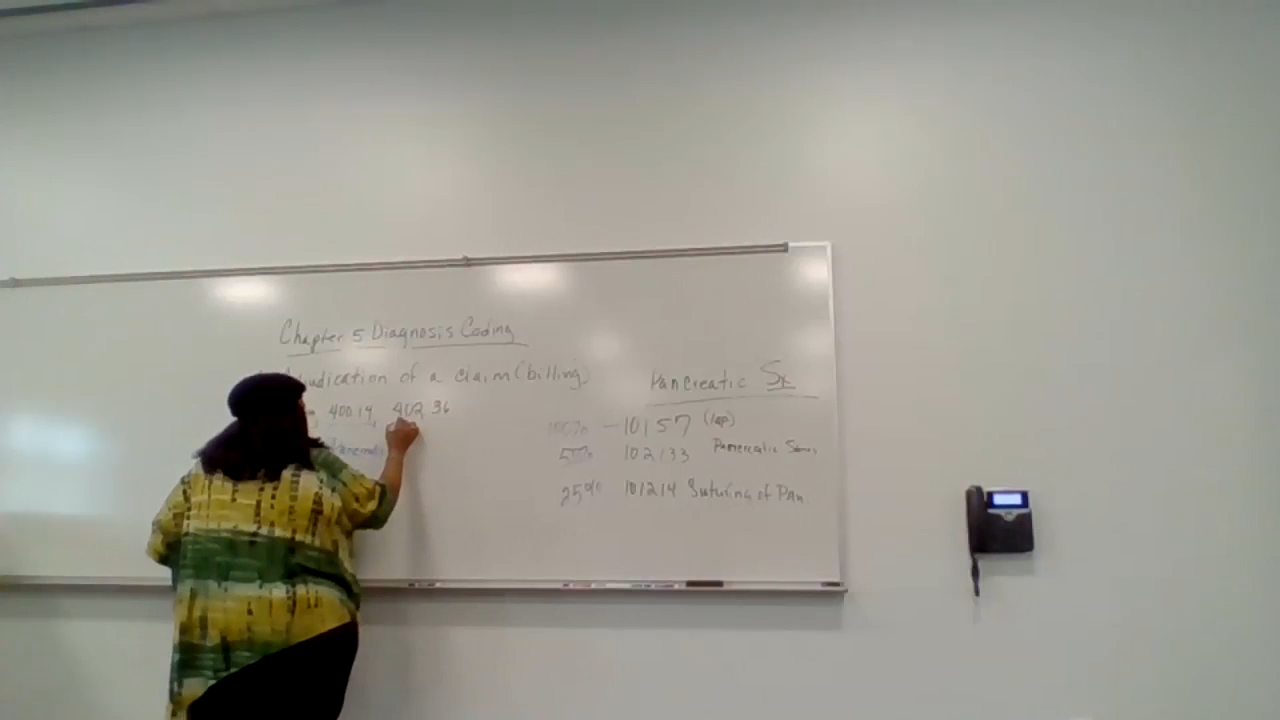 Chapter 5 Diagnosis Coding
Adjudication of a claim (billing)
400.14, 402.36
Pancreatic Sx
100% - 10157 (lap)
50% 102133 Pancreatic
25% 101214 Suturing of Pan